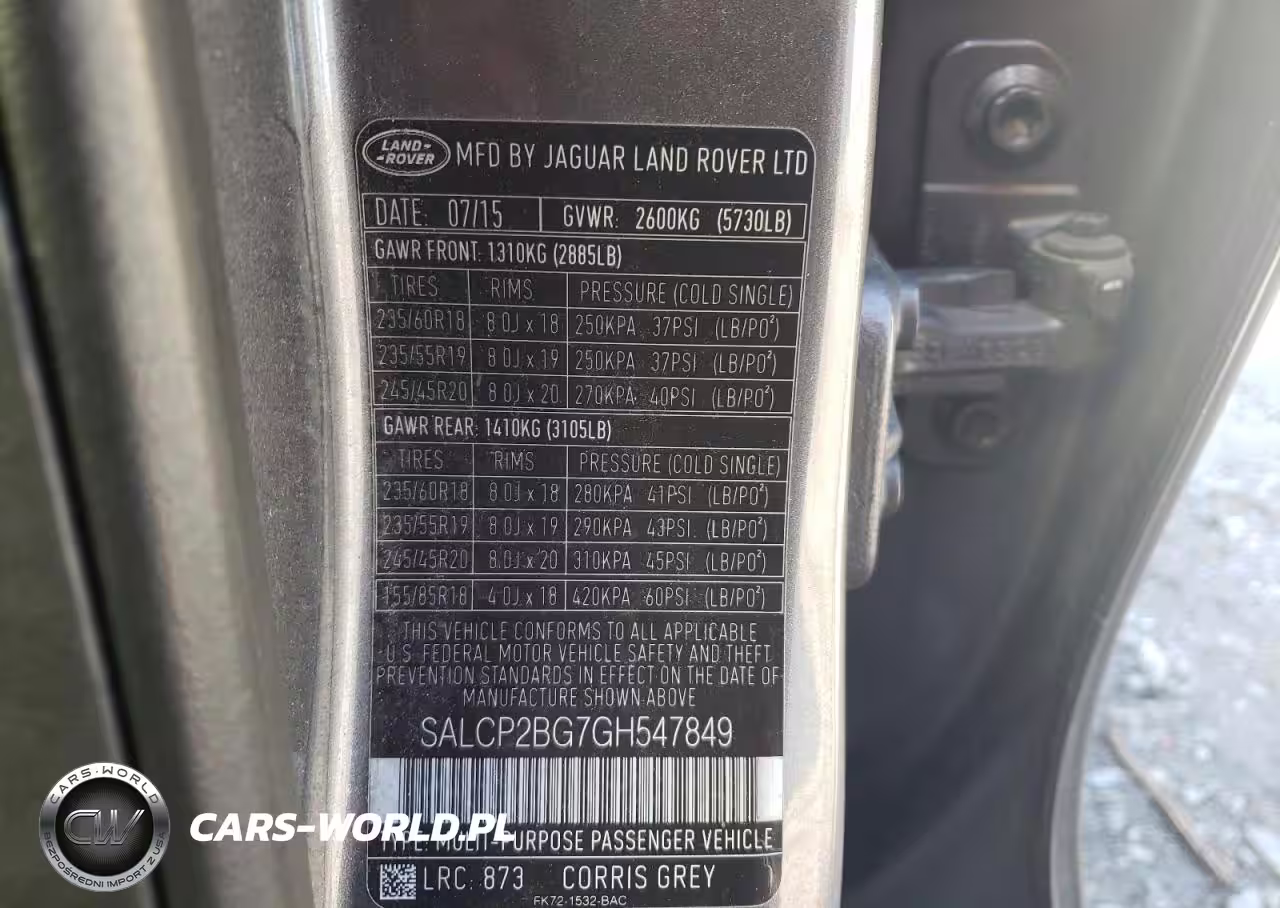 LAND-
-ROVER
MFD BY JAGUAR LAND ROVER LTD
DATE: 07/15 GVWR: 2600KG (5730LB)
GAWR FRONT: 1310KG (2885LB)
TIRES RIMS PRESSURE (COLD SINGLE)
235/60R18 8.0J x 18 250KPA 37PSI (LB/PO²)
235/55R19 8.0J x 19 250KPA 37PSI (LB/PO²)
245/45R20 8.0J x 20 270KPA 40PSI (LB/PO²)
GAWR REAR: 1410KG (3105LB)
TIRES RIMS PRESSURE (COLD SINGLE)
235/60R18 8.0J x 18 280KPA 41PSI (LB/PO²)
235/55R19 8.0J x 19 290KPA 43PSI (LB/PO²)
245/45R20 8.0J x 20 310KPA 45PSI (LB/PO²)
155/85R18 4.0J x 18 420KPA 60PSI (LB/PO²)
THIS VEHICLE CONFORMS TO ALL APPLICABLE
U.S. FEDERAL MOTOR VEHICLE SAFETY AND THEFT
PREVENTION STANDARDS IN EFFECT ON THE DATE OF
MANUFACTURE SHOWN ABOVE
SALCP2BG7GH547849
TYPE: MULTI-PURPOSE PASSENGER VEHICLE
LRC: 873 CORRIS GREY
FK72-1532-BAC
CARS-WORLD
CW
BEZPOŚREDNI IMPORT Z USA
CARS-WORLD.PL